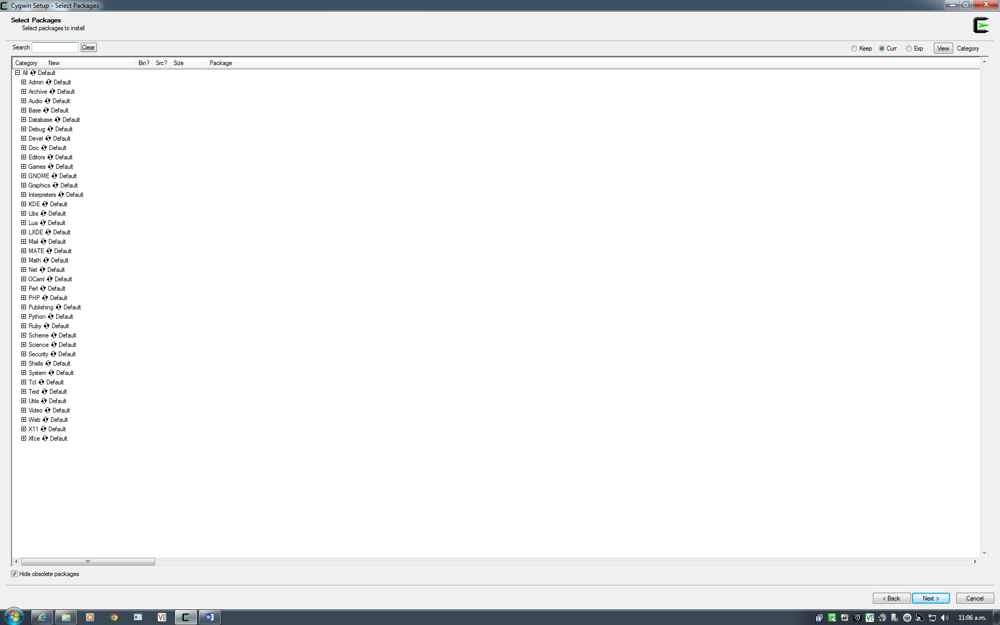 Cygwin Setup - Select Packages
Select Packages
Select packages to install
Search
Clear
Keep Curr Exp View Category
Category New Bin? Src? Size Package
All Default
Admin Default
Archive Default
Audio Default
Base Default
Database Default
Debug Default
Devel Default
Doc Default
Editors Default
Games Default
GNOME Default
Graphics Default
Interpreters Default
KDE Default
Libs Default
Lua Default
LXDE Default
Mail Default
MATE Default
Math Default
Net Default
OCaml Default
Perl Default
PHP Default
Publishing Default
Python Default
Ruby Default
Scheme Default
Science Default
Security Default
Shells Default
System Default
Tcl Default
Text Default
Utils Default
Video Default
Web Default
X11 Default
Xfce Default
Hide obsolete packages
< Back Next > Cancel
11:06 a.m.